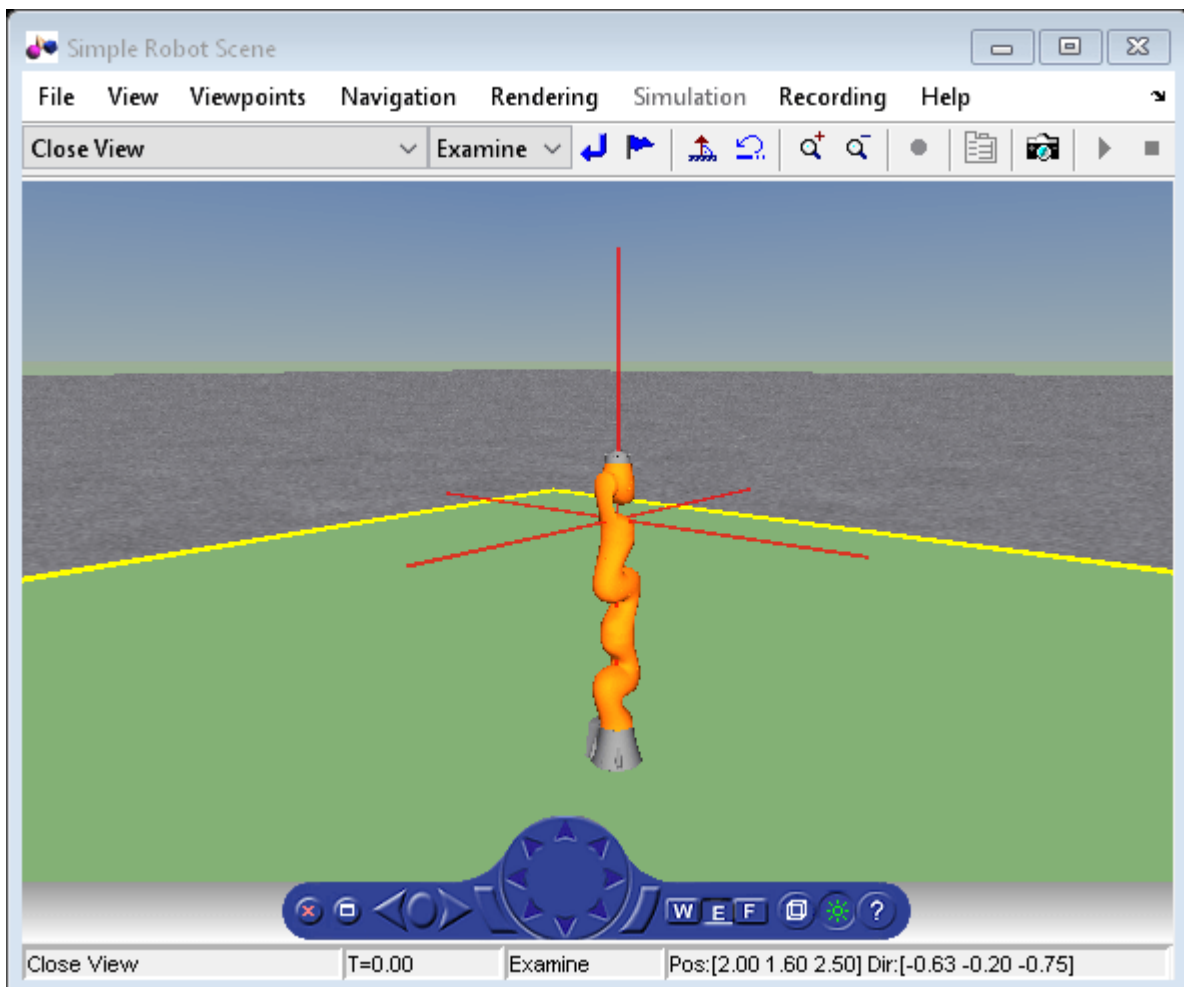 Simple Robot Scene
File View Viewpoints Navigation Rendering Simulation Recording Help
Close View Examine
W E F ?
Close View T=0.00 Examine Pos:[2.00 1.60 2.50] Dir:[-0.63 -0.20 -0.75]